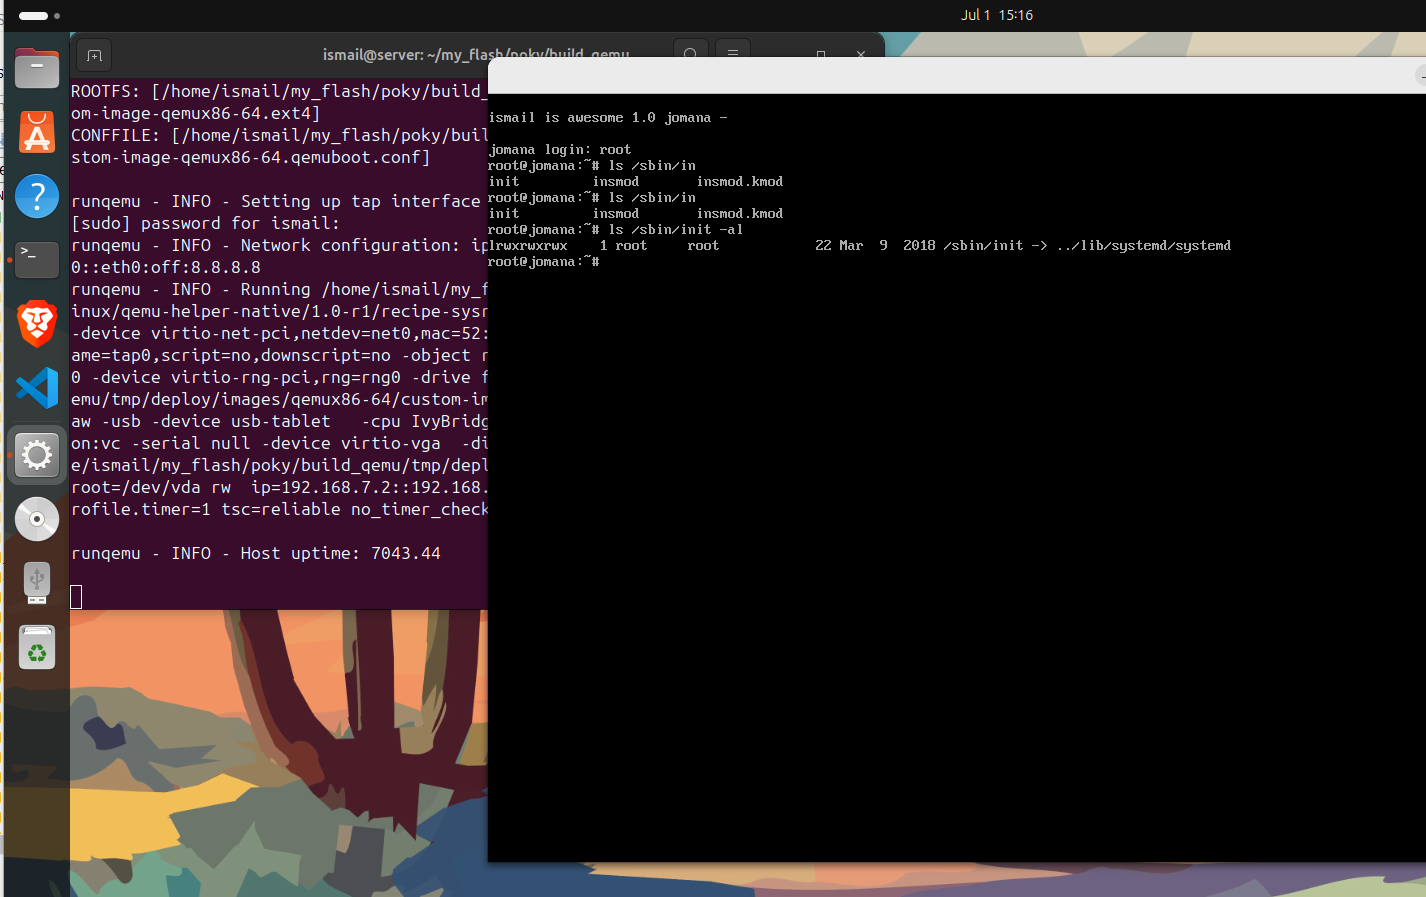 Jul 1 15:16
ismail@server: ~/my_flash/poky/build_qemu
ROOTFS: [/home/ismail/my_flash/poky/build_
om-image-qemux86-64.ext4]
CONFFILE: [/home/ismail/my_flash/poky/buil
stom-image-qemux86-64.qemuboot.conf]
runqemu - INFO - Setting up tap interface
[sudo] password for ismail:
runqemu - INFO - Network configuration: ip
0::eth0:off:8.8.8.8
runqemu - INFO - Running /home/ismail/my_f
inux/qemu-helper-native/1.0-r1/recipe-sysr
-device virtio-net-pci,netdev=net0,mac=52:
ame=tap0,script=no,downscript=no -object r
0 -device virtio-rng-pci,rng=rng0 -drive f
emu/tmp/deploy/images/qemux86-64/custom-im
aw -usb -device usb-tablet   -cpu IvyBridg
on:vc -serial null -device virtio-vga  -di
e/ismail/my_flash/poky/build_qemu/tmp/depl
root=/dev/vda rw  ip=192.168.7.2::192.168.
rofile.timer=1 tsc=reliable no_timer_check
runqemu - INFO - Host uptime: 7043.44
ismail is awesome 1.0 jomana -
jomana login: root
root@jomana:~# ls /sbin/in
init         insmod       insmod.kmod
root@jomana:~# ls /sbin/in
init         insmod       insmod.kmod
root@jomana:~# ls /sbin/init -al
lrwxrwxrwx    1 root     root            22 Mar  9  2018 /sbin/init -> ../lib/systemd/systemd
root@jomana:~#